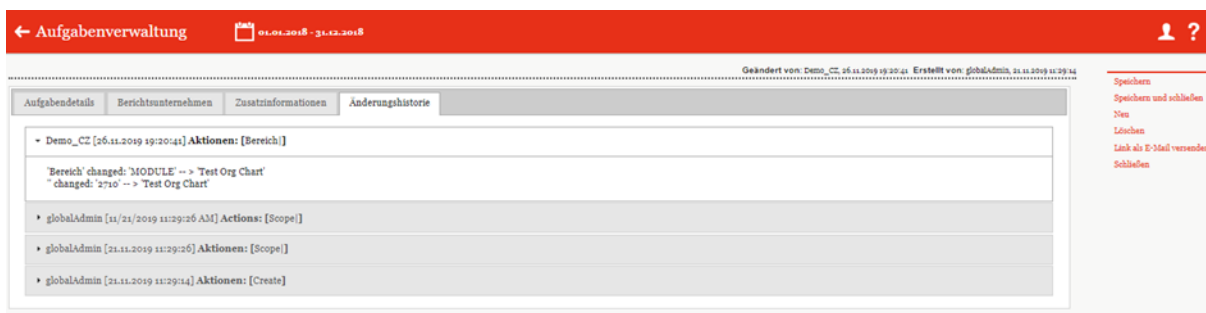 ← Aufgabenverwaltung 01.01.2018 - 31.12.2018 ?
Geändert von: Demo_CZ, 26.11.2019 19:20:41 Erstellt von: globalAdmin, 21.11.2019 11:29:14
Aufgabendetails Berichtsunternehmen Zusatzinformationen Änderungshistorie
Demo_CZ [26.11.2019 19:20:41] Aktionen: [Bereich|]
'Bereich' changed: 'MODULE' -- > 'Test Org Chart'
'' changed: '2710' -- > 'Test Org Chart'
globalAdmin [11/21/2019 11:29:26 AM] Actions: [Scope|]
globalAdmin [21.11.2019 11:29:26] Aktionen: [Scope|]
globalAdmin [21.11.2019 11:29:14] Aktionen: [Create]
Speichern
Speichern und schließen
Neu
Löschen
Link als E-Mail versenden
Schließen